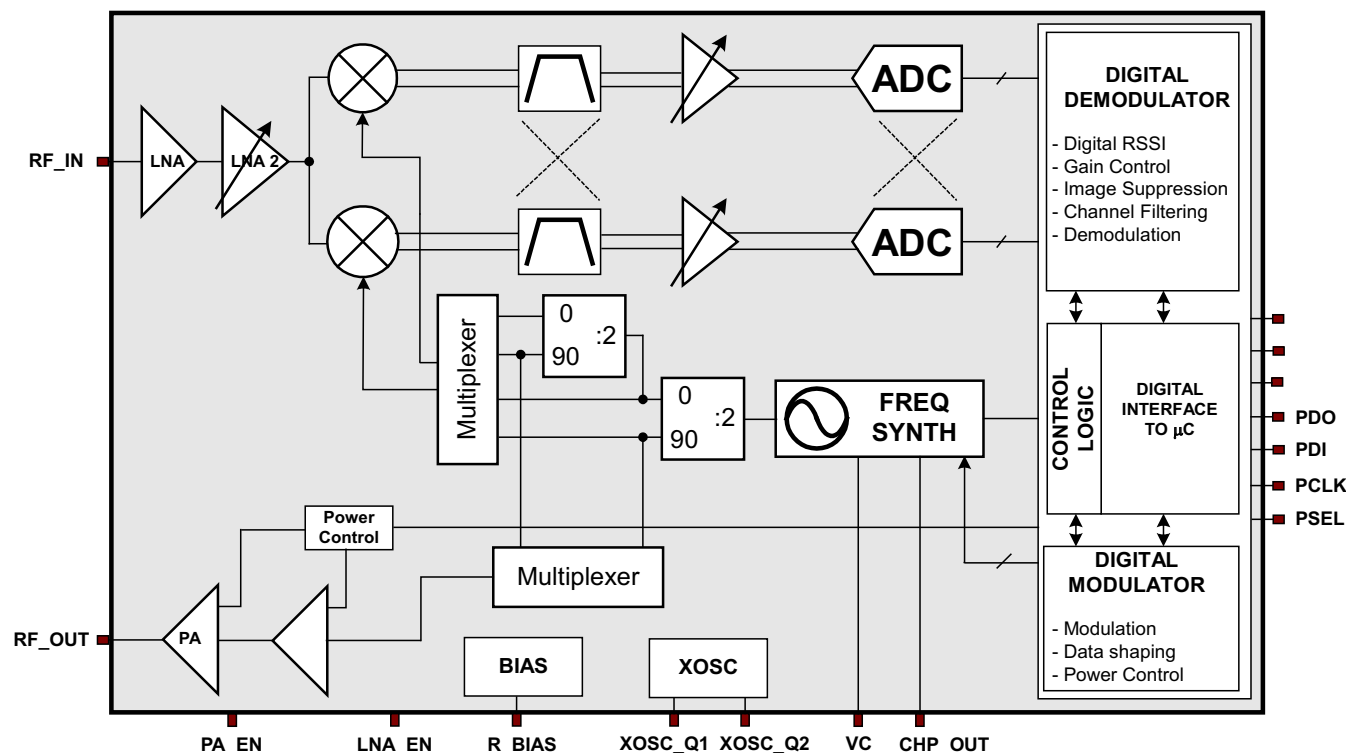 ADC
DIGITAL
DEMODULATOR
- Digital RSSI
- Gain Control
- Image Suppression
- Channel Filtering
- Demodulation
RF_IN
LNA
LNA 2
ADC
Multiplexer
0
90
:2
0
90
:2
FREQ
SYNTH
CONTROL
LOGIC
DIGITAL
INTERFACE
TO µC
PDO
PDI
PCLK
PSEL
Power
Control
Multiplexer
DIGITAL
MODULATOR
- Modulation
- Data shaping
- Power Control
RF_OUT
PA
BIAS
XOSC
PA_EN
LNA_EN
R_BIAS
XOSC_Q1
XOSC_Q2
VC
CHP_OUT